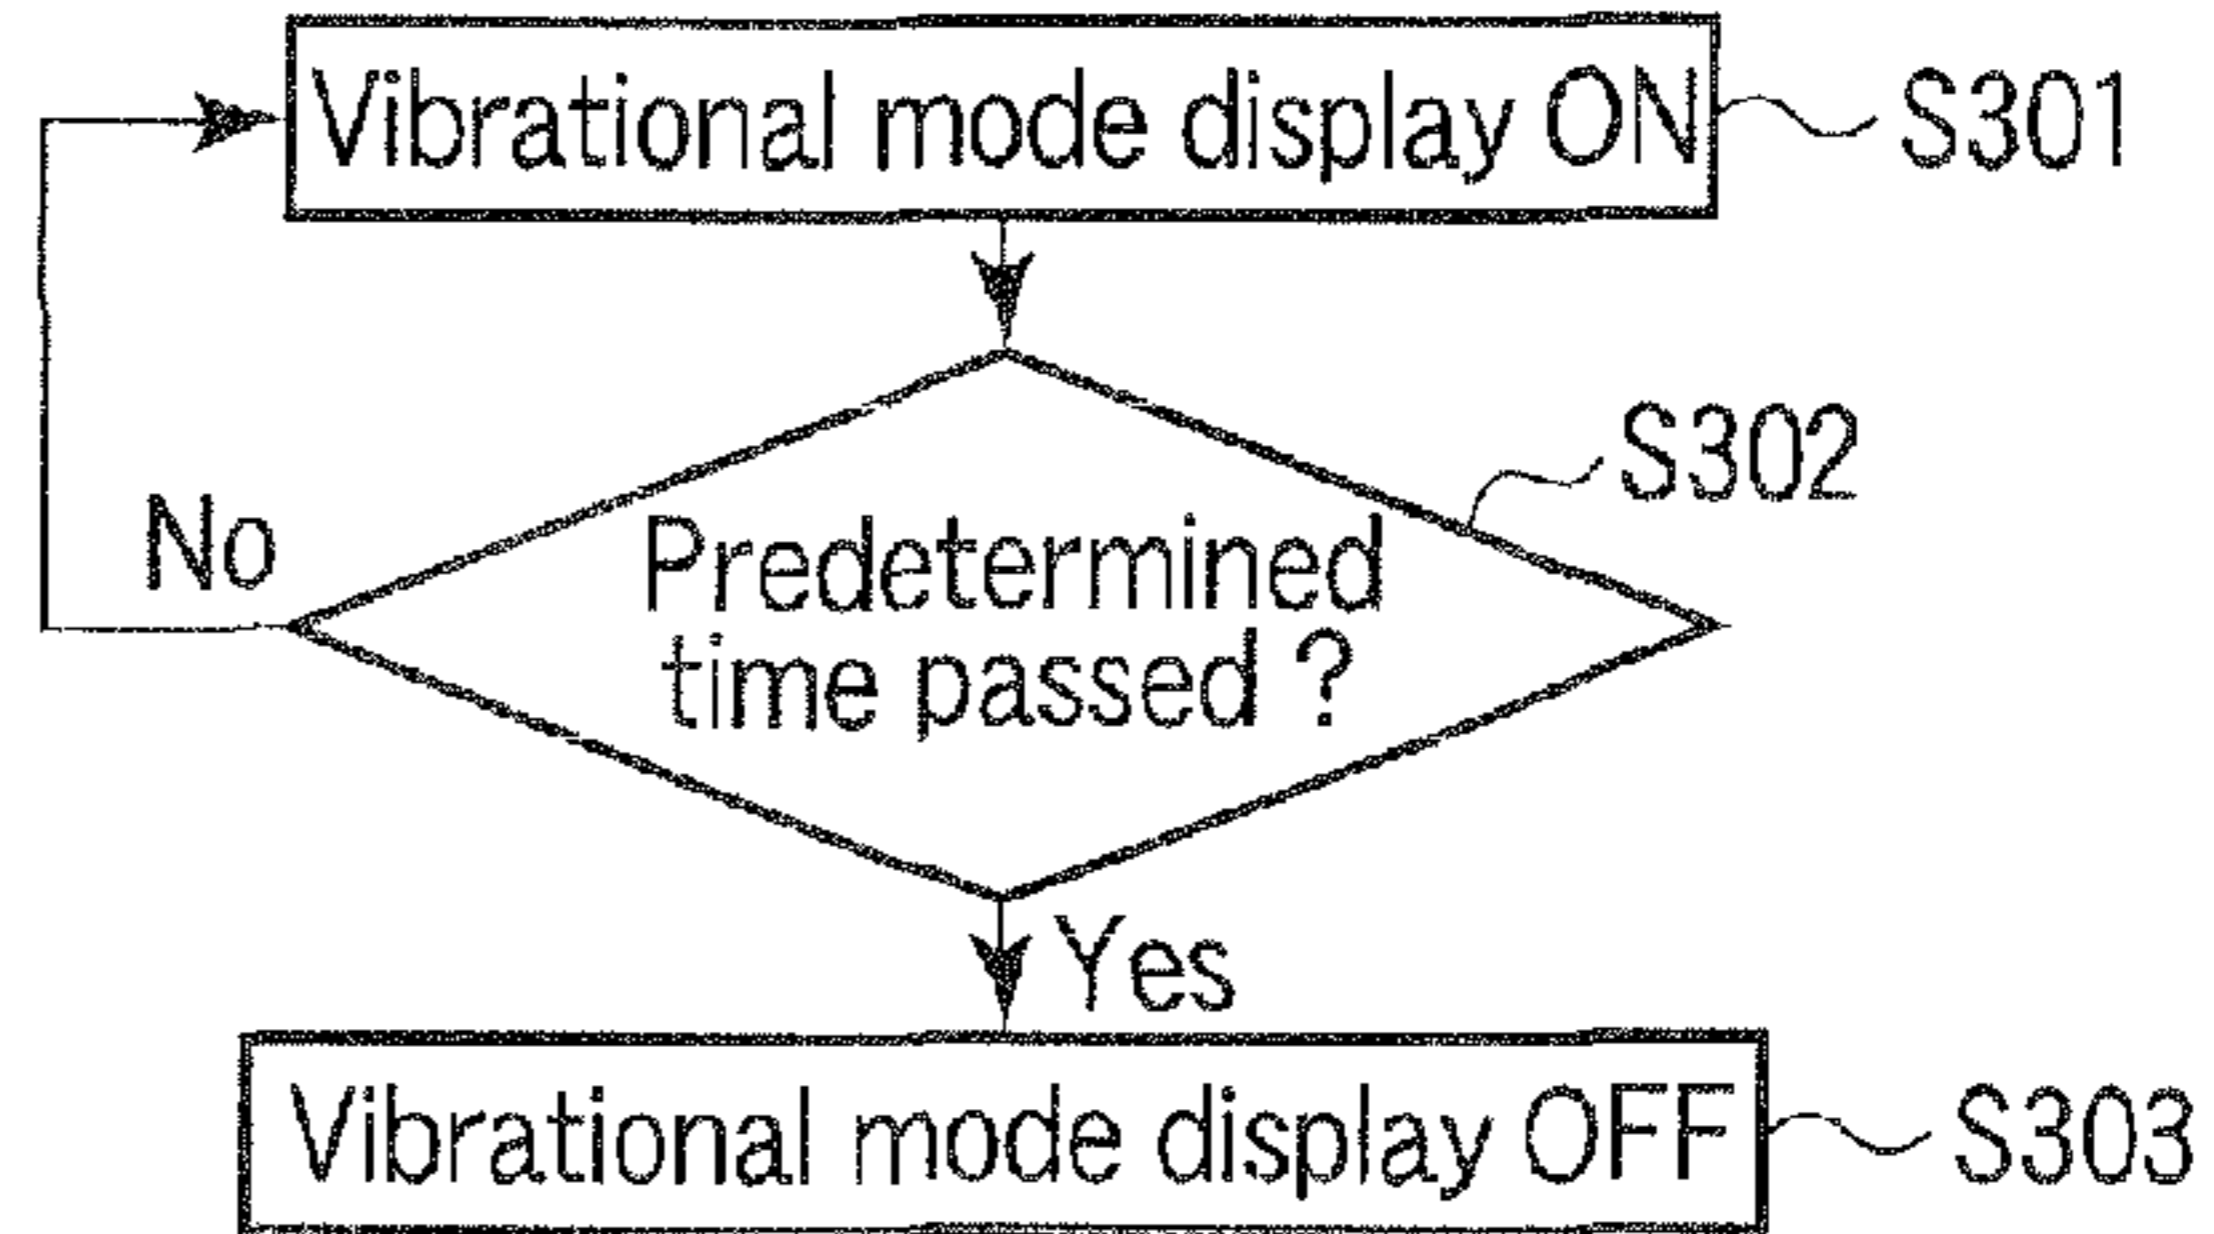 Vibrational mode display ON
S301
S302
No
Predetermined
time passed ?
Yes
Vibrational mode display OFF
S303